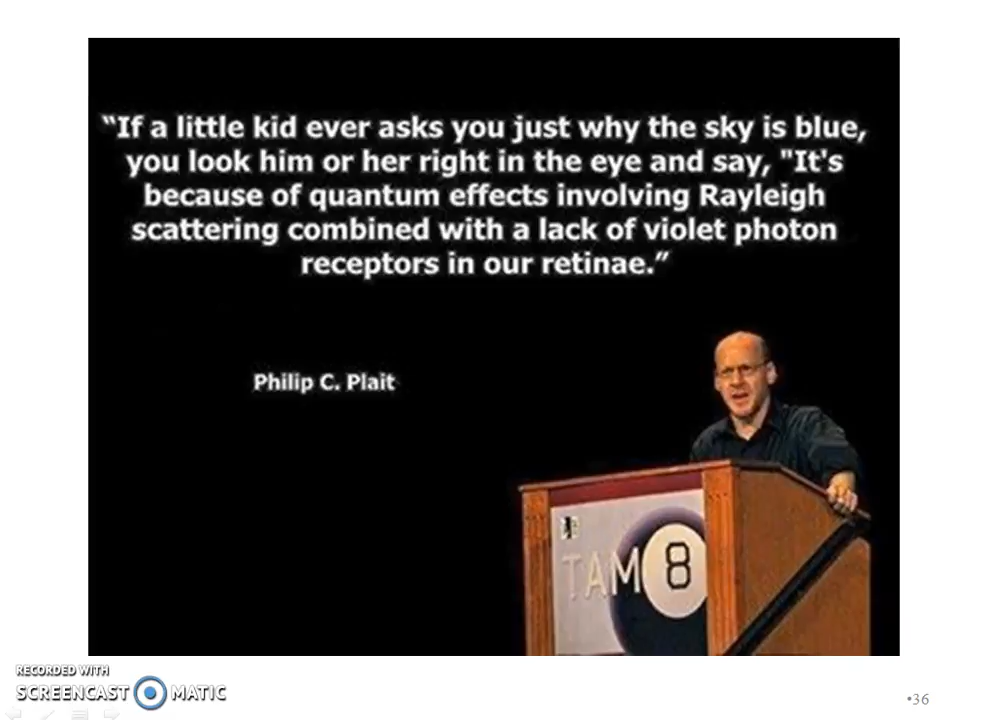 “If a little kid ever asks you just why the sky is blue,
you look him or her right in the eye and say, "It's
because of quantum effects involving Rayleigh
scattering combined with a lack of violet photon
receptors in our retinae.”
Philip C. Plait
TAM 8
RECORDED WITH
SCREENCAST MATIC
•36